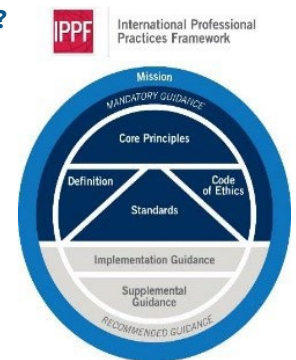 ?
IPPF
International Professional
Practices Framework
Mission
MANDATORY GUIDANCE
Core Principles
Definition
Code
of Ethics
Standards
Implementation Guidance
Supplemental
Guidance
RECOMMENDED GUIDANCE